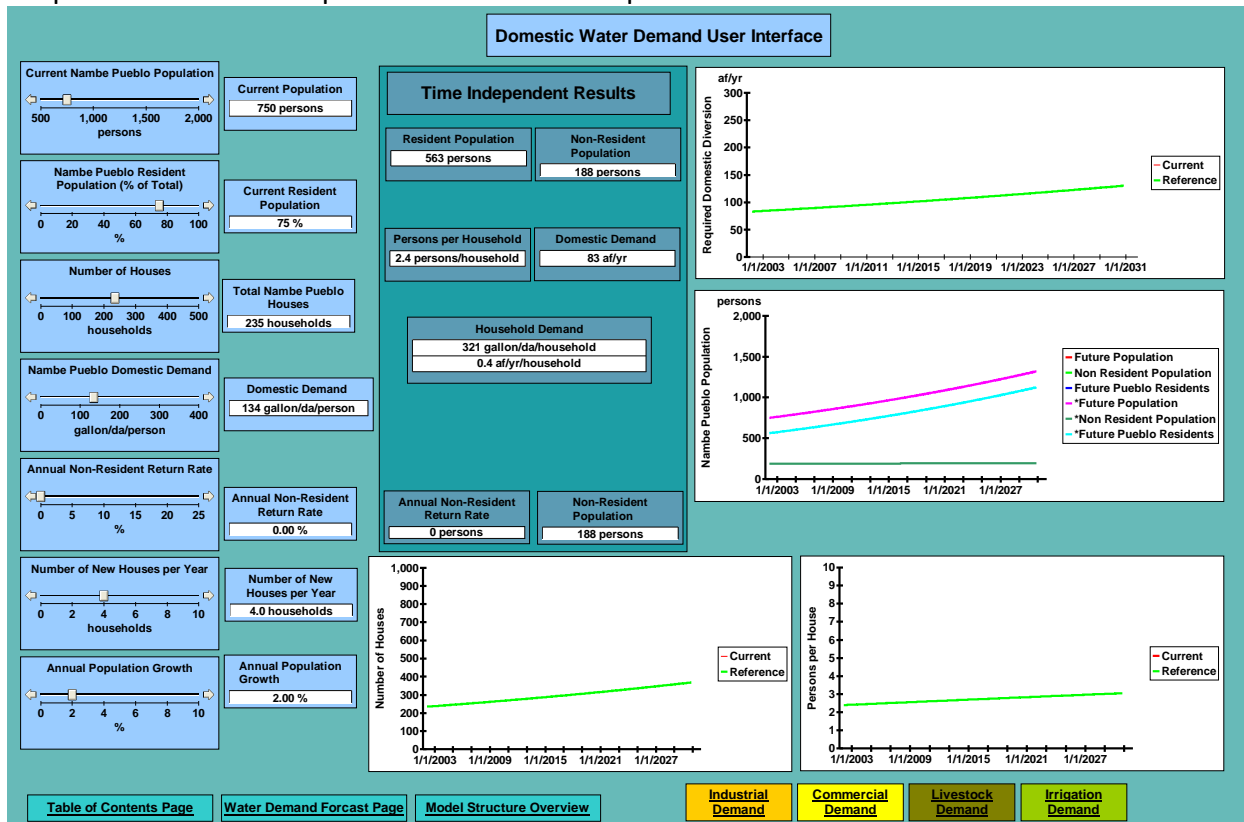 Domestic Water Demand User Interface
Current Nambe Pueblo Population
500 1,000 1,500 2,000
persons
Current Population
750 persons
Nambe Pueblo Resident
Population (% of Total)
0 20 40 60 80 100
%
Current Resident
Population
75 %
Number of Houses
0 100 200 300 400 500
households
Total Nambe Pueblo
Houses
235 households
Nambe Pueblo Domestic Demand
0 100 200 300 400
gallon/da/person
Domestic Demand
134 gallon/da/person
Annual Non-Resident Return Rate
0 5 10 15 20 25
%
Annual Non-Resident
Return Rate
0.00 %
Number of New Houses per Year
0 2 4 6 8 10
households
Number of New
Houses per Year
4.0 households
Annual Population Growth
0 2 4 6 8 10
%
Annual Population
Growth
2.00 %
Time Independent Results
Resident Population
563 persons
Non-Resident
Population
188 persons
Persons per Household
2.4 persons/household
Domestic Demand
83 af/yr
Household Demand
321 gallon/da/household
0.4 af/yr/household
Annual Non-Resident
Return Rate
0 persons
Non-Resident
Population
188 persons
af/yr
Required Domestic Diversion
300
250
200
150
100
50
0
1/1/2003 1/1/2007 1/1/2011 1/1/2015 1/1/2019 1/1/2023 1/1/2027 1/1/2031
Current
Reference
persons
Nambe Pueblo Population
2,000
1,500
1,000
500
0
1/1/2003 1/1/2009 1/1/2015 1/1/2021 1/1/2027
Future Population
Non Resident Population
Future Pueblo Residents
*Future Population
*Non Resident Population
*Future Pueblo Residents
Number of Houses
1,000
900
800
700
600
500
400
300
200
100
0
1/1/2003 1/1/2009 1/1/2015 1/1/2021 1/1/2027
Current
Reference
Persons per House
10
9
8
7
6
5
4
3
2
1
0
1/1/2003 1/1/2009 1/1/2015 1/1/2021 1/1/2027
Current
Reference
Table of Contents Page
Water Demand Forcast Page
Model Structure Overview
Industrial
Demand
Commercial
Demand
Livestock
Demand
Irrigation
Demand